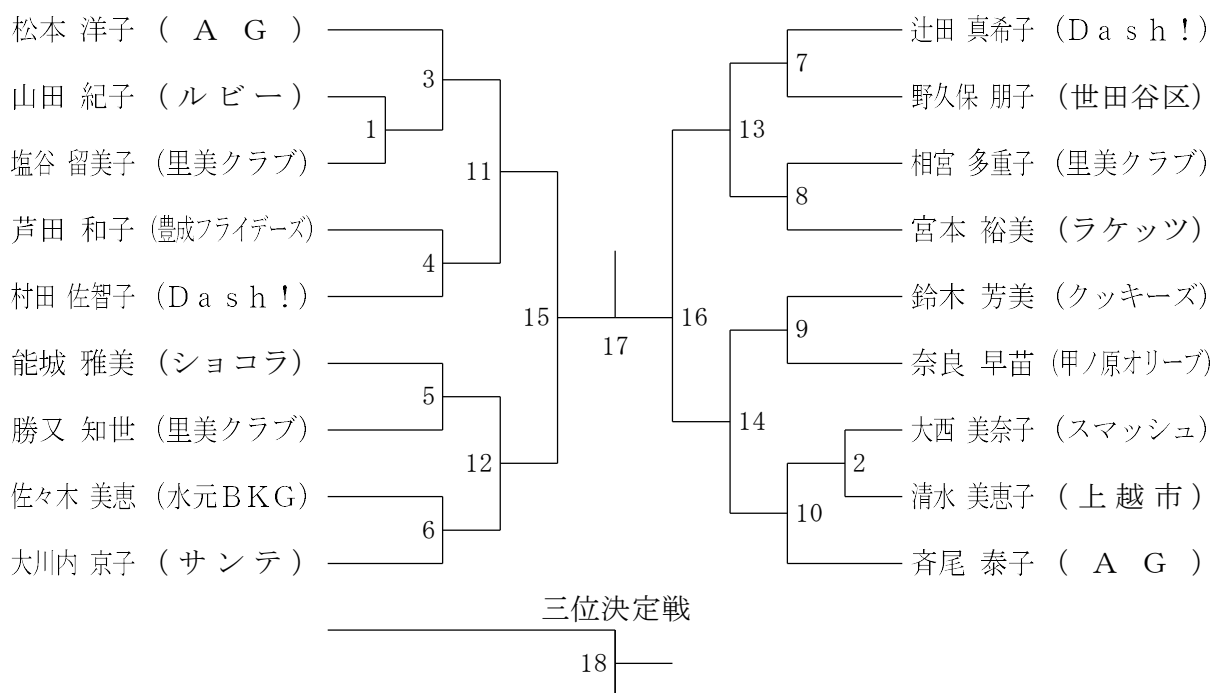 松本 洋子 ( A G )
山田 紀子 (ルビー)
塩谷 留美子 (里美クラブ)
芦田 和子 (豊成フライデーズ)
村田 佐智子 (Dash!)
能城 雅美 (ショコラ)
勝又 知世 (里美クラブ)
佐々木 美恵 (水元BKG)
大川内 京子 (サンテ)
3
1
11
4
15
5
12
6
17
辻田 真希子 (Dash!)
野久保 朋子 (世田谷区)
相宮 多重子 (里美クラブ)
宮本 裕美 (ラケッツ)
鈴木 芳美 (クッキーズ)
奈良 早苗 (甲ノ原オリーブ)
大西 美奈子 (スマッシュ)
清水 美恵子 (上越市)
斉尾 泰子 ( A G )
7
13
8
16
9
14
2
10
三位決定戦
18